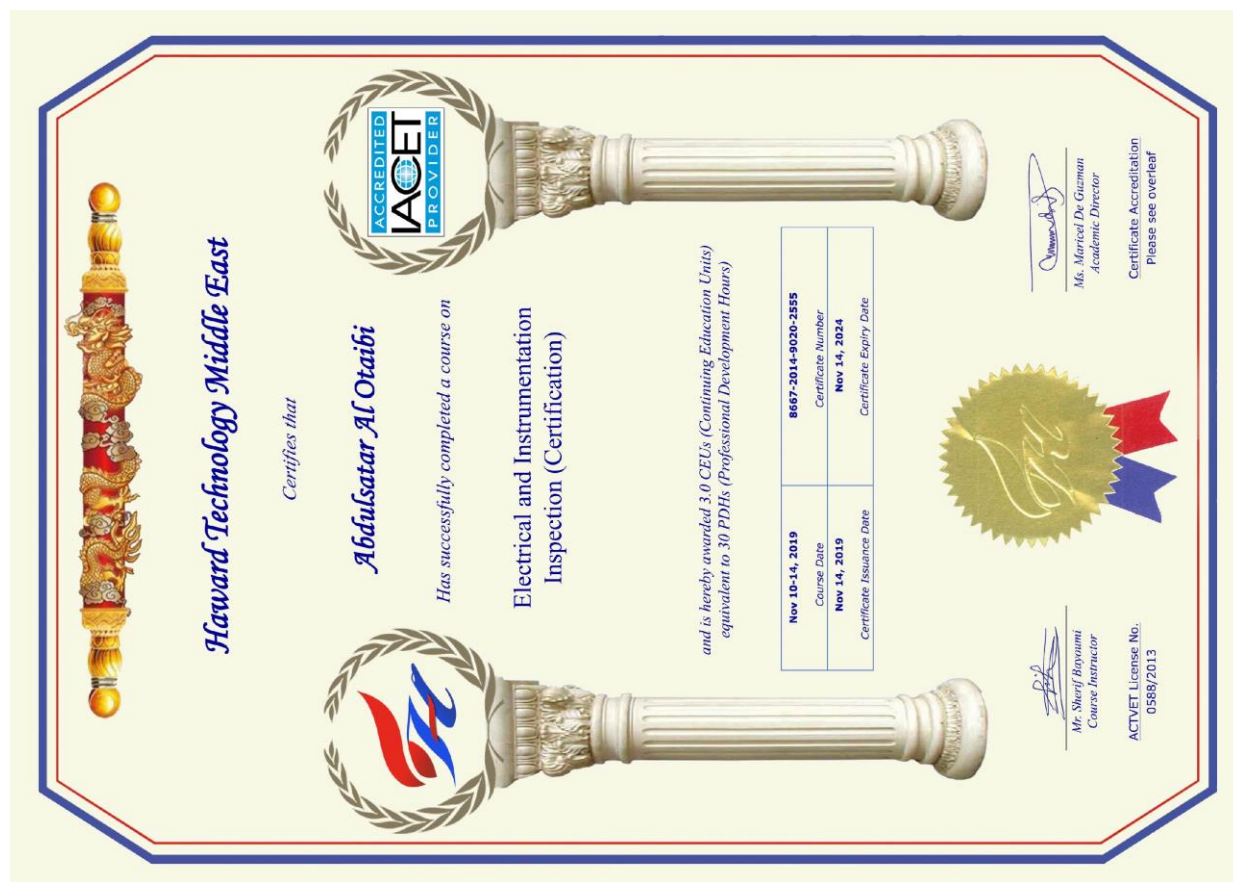 Haward Technology Middle East
Certifies that
ACCREDITED
IACET
PROVIDER
Abdulsatar Al Otaibi
Has successfully completed a course on
Electrical and Instrumentation
Inspection (Certification)
and is hereby awarded 3.0 CEUs (Continuing Education Units)
equivalent to 30 PDHs (Professional Development Hours)
Nov 10-14, 2019 8667-2014-9020-2555
Course Date Certificate Number
Nov 14, 2019 Nov 14, 2024
Certificate Issuance Date Certificate Expiry Date
Mr. Sherif Bayoumi
Course Instructor
Ms. Maricel De Guzman
Academic Director
ACTVET License No.
0588/2013
Certificate Accreditation
Please see overleaf